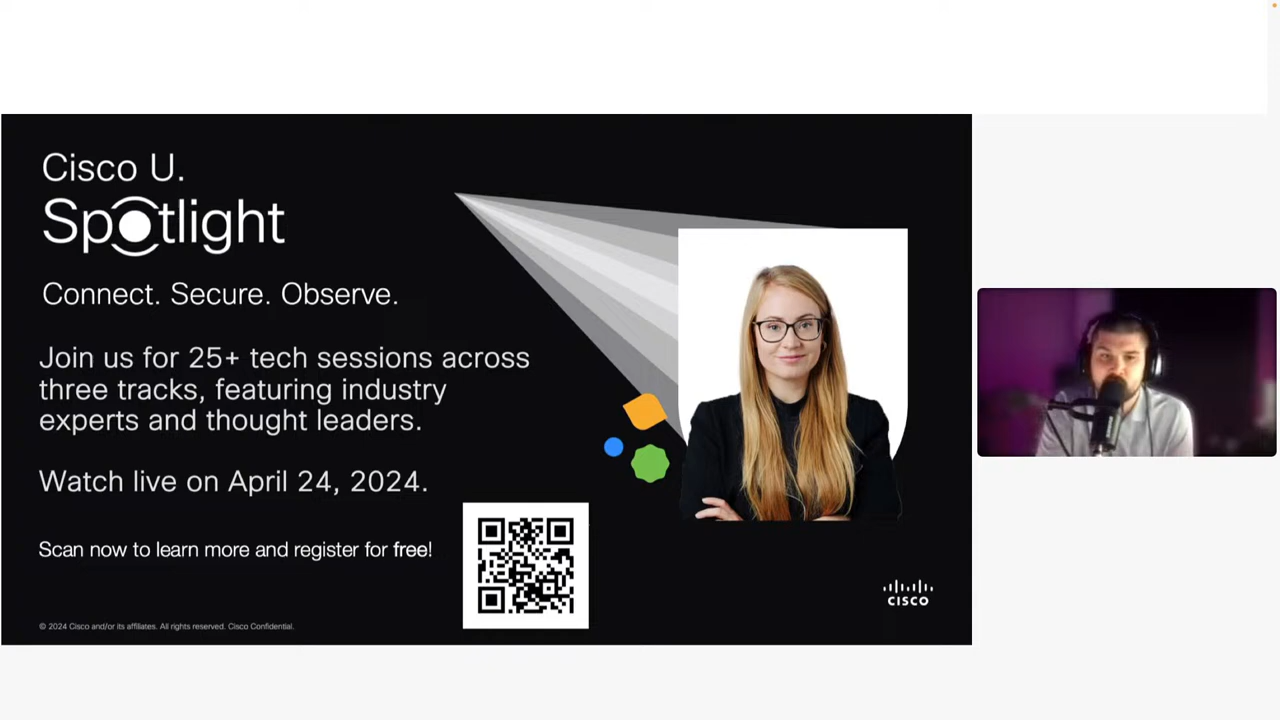 Cisco U.
Spotlight
Connect. Secure. Observe.
Join us for 25+ tech sessions across
three tracks, featuring industry
experts and thought leaders.
Watch live on April 24, 2024.
Scan now to learn more and register for free!
CISCO
© 2024 Cisco and/or its affiliates. All rights reserved. Cisco Confidential.